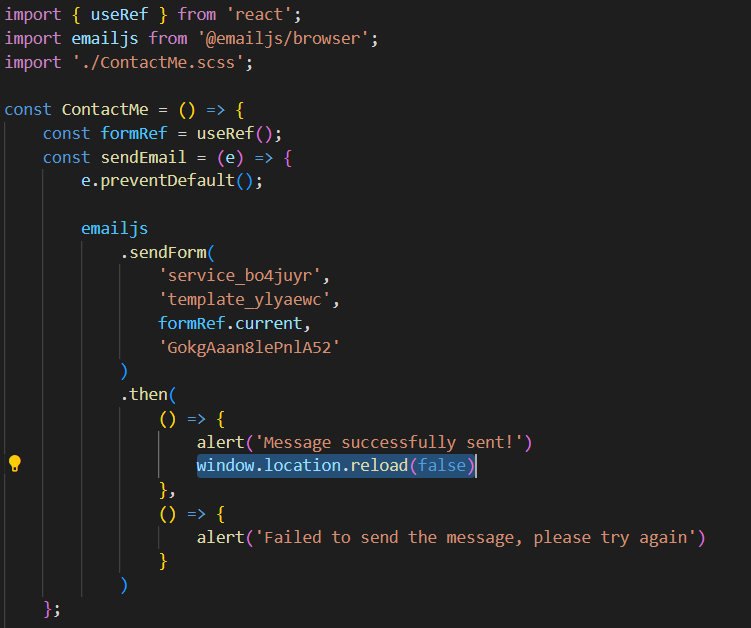 import { useRef } from 'react';
import emailjs from '@emailjs/browser';
import './ContactMe.scss';
const ContactMe = () => {
const formRef = useRef();
const sendEmail = (e) => {
e.preventDefault();
emailjs
.sendForm(
'service_bo4juyr',
'template_ylyaewc',
formRef.current,
'GokgAaan8lePnlA52'
)
.then(
() => {
alert('Message successfully sent!')
window.location.reload(false)
},
() => {
alert('Failed to send the message, please try again')
}
)
};